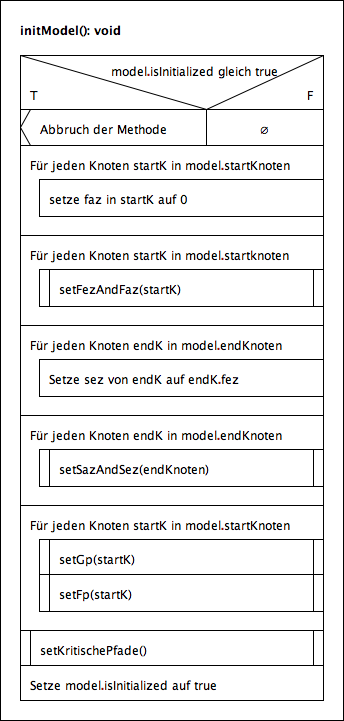 initModel(): void
model.isInitialized gleich true
T F
Abbruch der Methode ∅
Für jeden Knoten startK in model.startKnoten
setze faz in startK auf 0
Für jeden Knoten startK in model.startknoten
setFezAndFaz(startK)
Für jeden Knoten endK in model.endKnoten
Setze sez von endK auf endK.fez
Für jeden Knoten endK in model.endKnoten
setSazAndSez(endKnoten)
Für jeden Knoten startK in model.startKnoten
setGp(startK)
setFp(startK)
setKritischePfade()
Setze model.isInitialized auf true